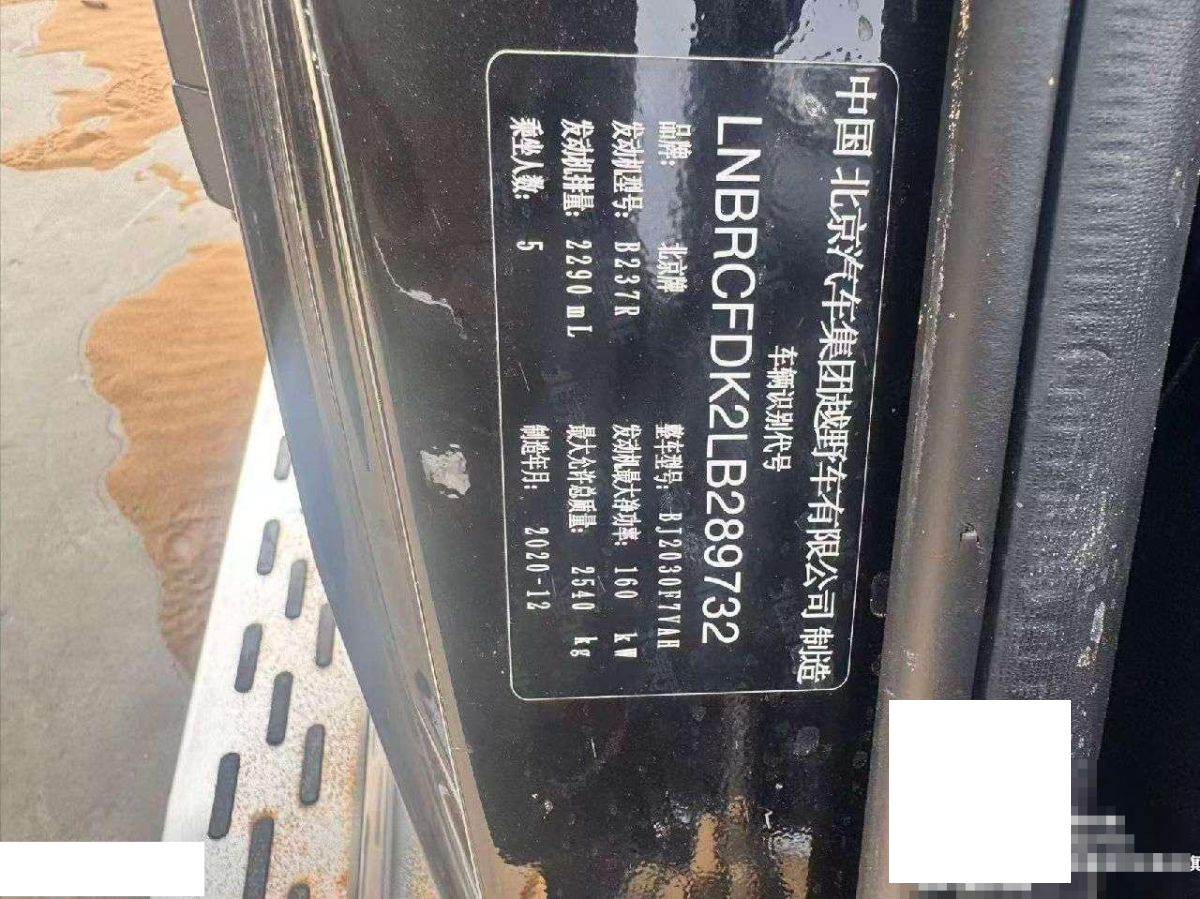 中国 北京汽车集团越野车有限公司 制造
车辆识别代号
LNBRCFDK2LB289732
品牌: 北京牌 整车型号: BJ2030F7VAH
发动机型号: B237R 发动机最大净功率: 160 kW
发动机排量: 2290mL 最大允许总质量: 2540 kg
乘坐人数: 5 制造年月: 2020-12